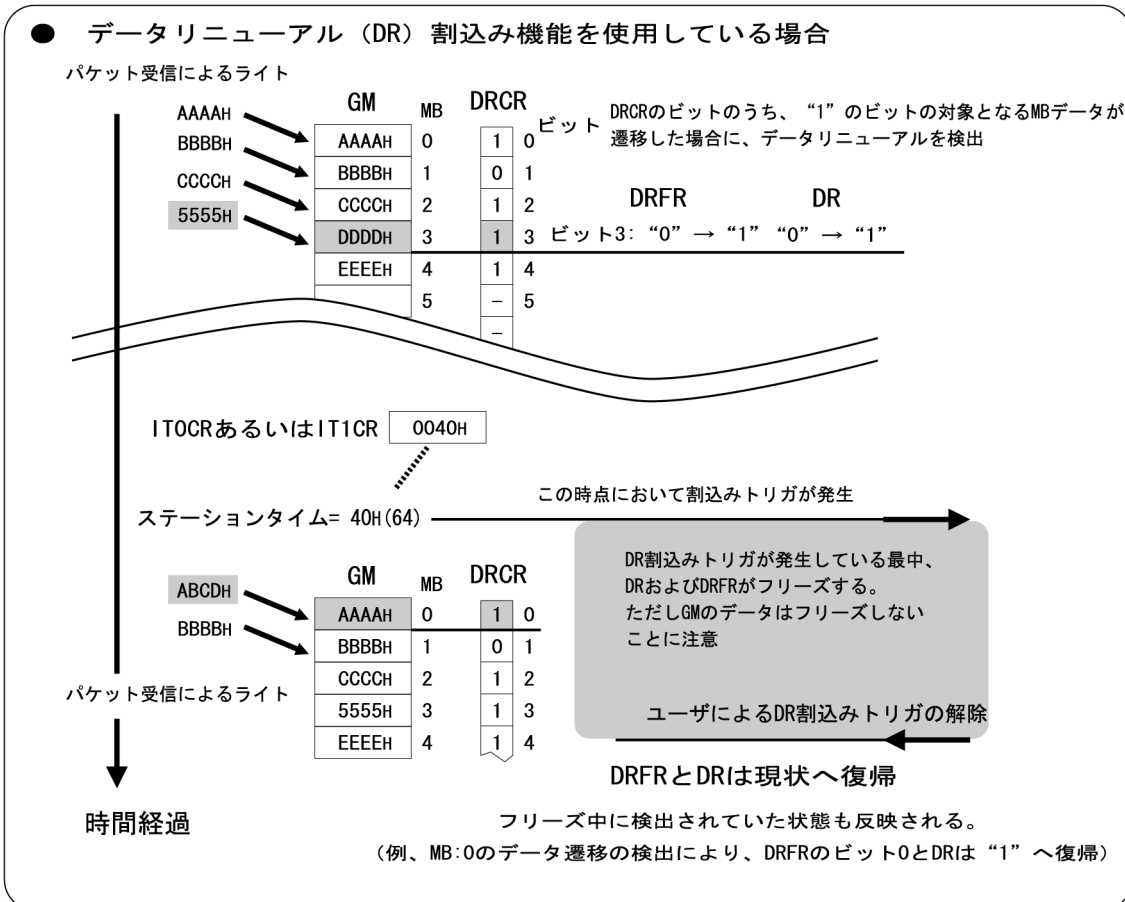 ● データリニューアル（DR）割込み機能を使用している場合
パケット受信によるライト
GM MB DRCR
ビット
DRCRのビットのうち、“1”のビットの対象となるMBデータが
遷移した場合に、データリニューアルを検出
AAAAH AAAAH 0 1 0
BBBBH BBBBH 1 0 1
CCCCH CCCCH 2 1 2
DRFR DR
5555H DDDDH 3 1 3 ビット3: “0” → “1” “0” → “1”
EEEEH 4 1 4
5 － 5
－
IT0CRあるいはIT1CR 0040H
この時点において割込みトリガが発生
ステーションタイム= 40H(64)
DR割込みトリガが発生している最中、
DRおよびDRFRがフリーズする。
ただしGMのデータはフリーズしない
ことに注意
GM MB DRCR
ABCDH AAAAH 0 1 0
BBBBH BBBBH 1 0 1
CCCCH 2 1 2
パケット受信によるライト
5555H 3 1 3
EEEEH 4 1 4
ユーザによるDR割込みトリガの解除
DRFRとDRは現状へ復帰
時間経過
フリーズ中に検出されていた状態も反映される。
（例、MB:0のデータ遷移の検出により、DRFRのビット0とDRは“1”へ復帰）